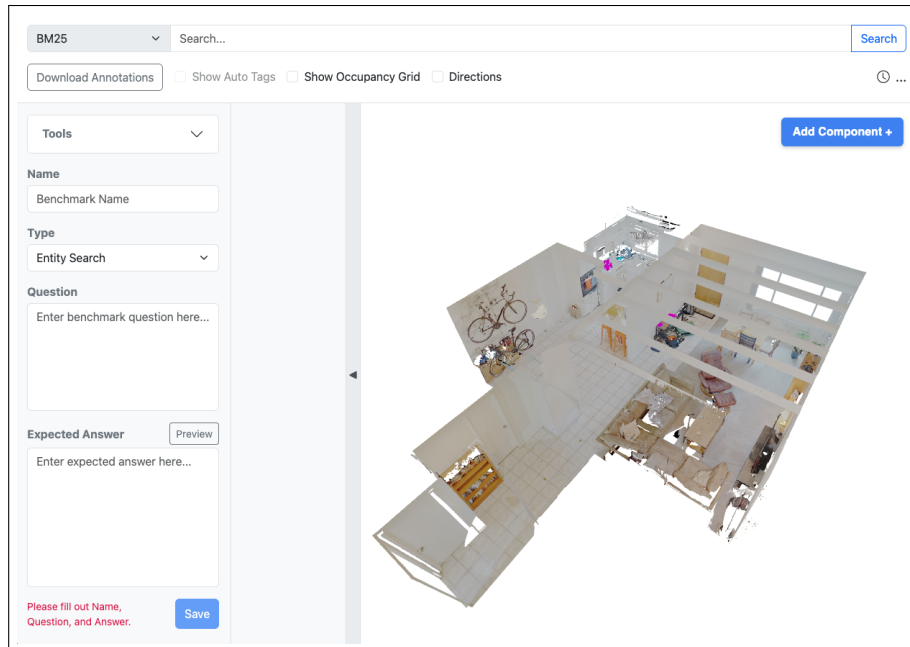 BM25
Search...
Search
Download Annotations
Show Auto Tags
Show Occupancy Grid
Directions
...
Tools
Add Component +
Name
Benchmark Name
Type
Entity Search
Question
Enter benchmark question here...
Expected Answer
Preview
Enter expected answer here...
Please fill out Name,
Question, and Answer.
Save